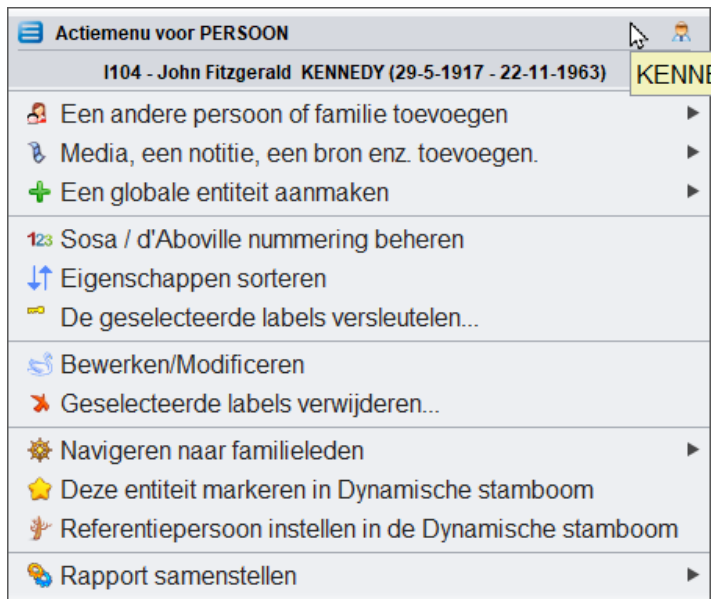 Actiemenu voor PERSOON
I104 - John Fitzgerald KENNEDY (29-5-1917 - 22-11-1963)
Een andere persoon of familie toevoegen
Media, een notitie, een bron enz. toevoegen.
Een globale entiteit aanmaken
123 Sosa / d'Aboville nummering beheren
Eigenschappen sorteren
De geselecteerde labels versleutelen...
Bewerken/Modificeren
Geselecteerde labels verwijderen...
Navigeren naar familieleden
Deze entiteit markeren in Dynamische stamboom
Referentiepersoon instellen in de Dynamische stamboom
Rapport samenstellen